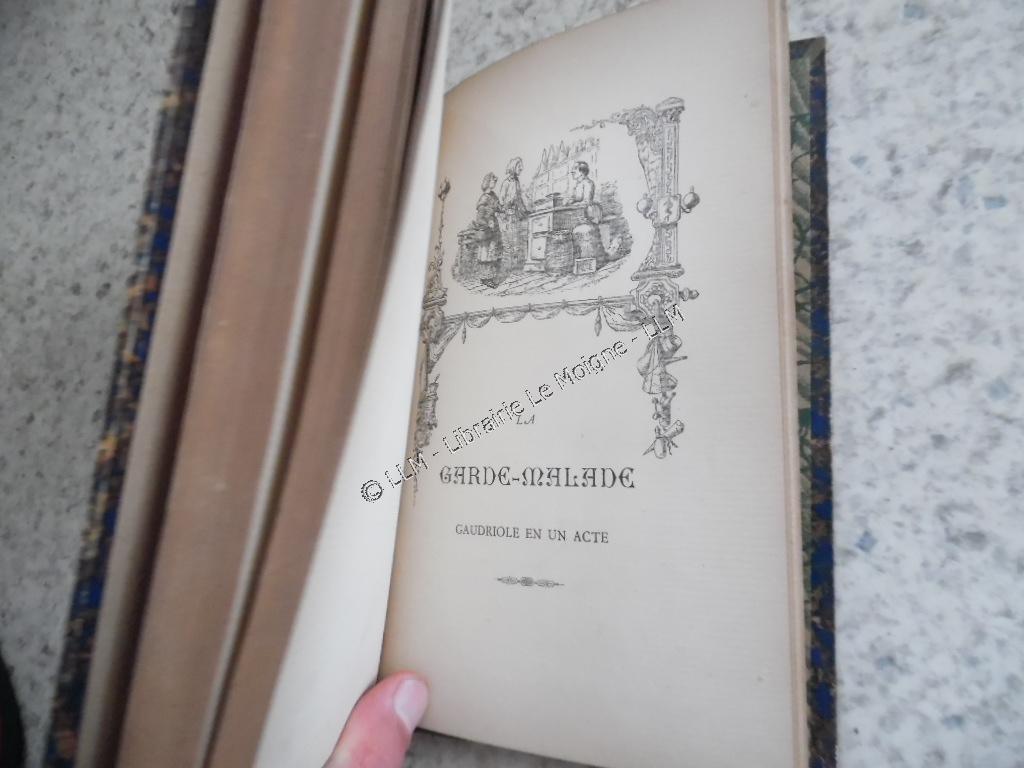 © LLM - Librairie Le Moigne - LLM
LA
GARDE-MALADE
GAUDRIOLE EN UN ACTE